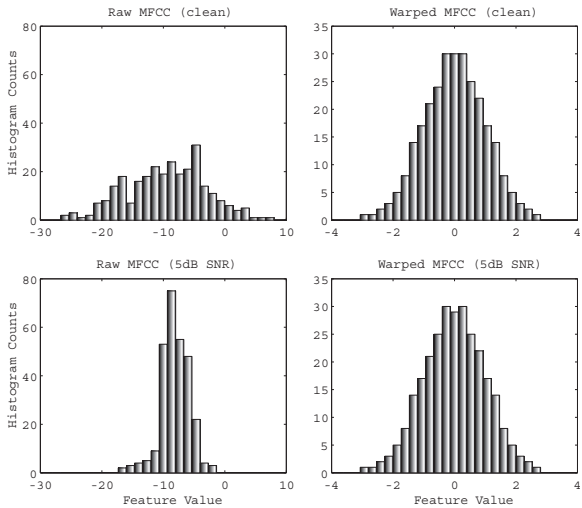 Raw MFCC (clean)
Histogram Counts
80
60
40
20
0
-30 -20 -10 0 10
Warped MFCC (clean)
35
30
25
20
15
10
5
0
-4 -2 0 2 4
Raw MFCC (5dB SNR)
Histogram Counts
80
60
40
20
0
-30 -20 -10 0 10
Feature Value
Warped MFCC (5dB SNR)
35
30
25
20
15
10
5
0
-4 -2 0 2 4
Feature Value